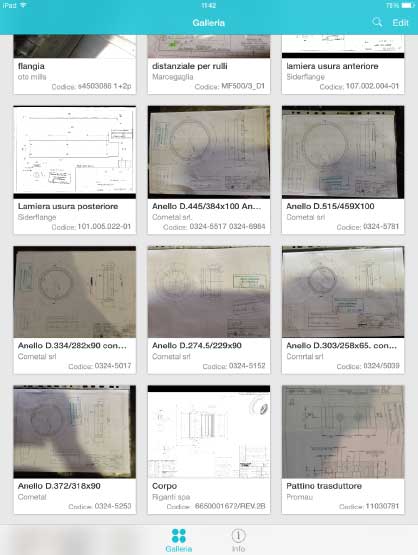 iPad
11:42
75%
Galleria
Edit
flangia
oto mills
Codice: s4503086 1+2p
distanziale per rulli
Marcegaglia
Codice: MF500/3_D1
lamiera usura anteriore
Siderflange
Codice: 107.002.004-01
Lamiera usura posteriore
Siderflange
Codice: 101.005.022-01
Anello D.445/384x100 An...
Cometal srl
Codice: 0324-5517 0324-6984
Anello D.515/459X100
Cometal srl
Codice: 0324-5781
Anello D.334/282x90 con...
Cometal srl
Codice: 0324-5017
Anello D.274.5/229x90
Cometal srl
Codice: 0324-5152
Anello D.303/258x65. con...
Comrtal srl
Codice: 0324/5039
Anello D.372/318x90
Cometal
Codice: 0324-5253
Corpo
Riganti spa
Codice: 6650001672/REV.2B
Pattino trasduttore
Promau
Codice: 11030781
Galleria
Info